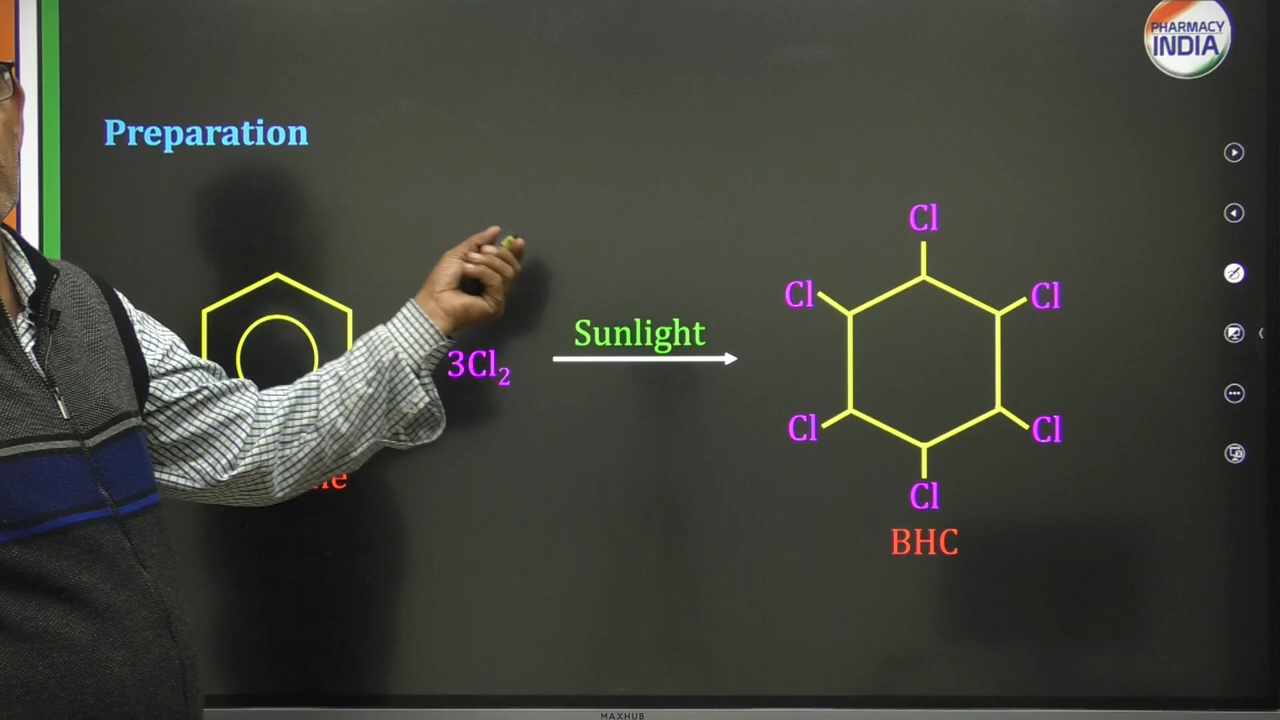 PHARMACY
INDIA
Preparation
Cl
Cl
Cl
Sunlight
3Cl₂
Cl
Cl
Cl
BHC
MAXHUB